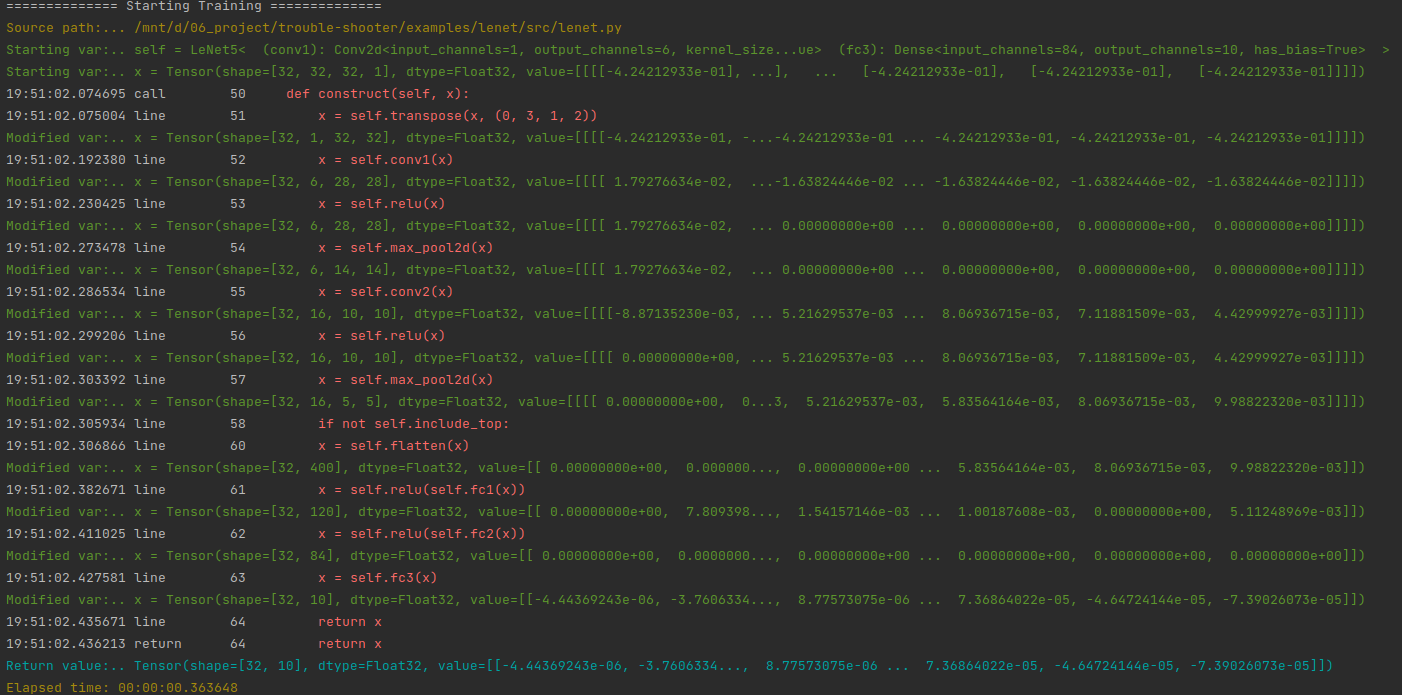 ============== Starting Training ==============
Source path:... /mnt/d/06_project/trouble-shooter/examples/lenet/src/lenet.py
Starting var:.. self = LeNet5<  (conv1): Conv2d<input_channels=1, output_channels=6, kernel_size...ue>  (fc3): Dense<input_channels=84, output_channels=10, has_bias=True>  >
Starting var:.. x = Tensor(shape=[32, 32, 32, 1], dtype=Float32, value=[[[[-4.24212933e-01], ...],   ...   [-4.24212933e-01],   [-4.24212933e-01],   [-4.24212933e-01]]]])
19:51:02.074695 call        50     def construct(self, x):
19:51:02.075004 line        51         x = self.transpose(x, (0, 3, 1, 2))
Modified var:.. x = Tensor(shape=[32, 1, 32, 32], dtype=Float32, value=[[[[-4.24212933e-01, -...-4.24212933e-01 ... -4.24212933e-01, -4.24212933e-01, -4.24212933e-01]]]])
19:51:02.192380 line        52         x = self.conv1(x)
Modified var:.. x = Tensor(shape=[32, 6, 28, 28], dtype=Float32, value=[[[[ 1.79276634e-02,  ...-1.63824446e-02 ... -1.63824446e-02, -1.63824446e-02, -1.63824446e-02]]]])
19:51:02.230425 line        53         x = self.relu(x)
Modified var:.. x = Tensor(shape=[32, 6, 28, 28], dtype=Float32, value=[[[[ 1.79276634e-02,  ... 0.00000000e+00 ...  0.00000000e+00,  0.00000000e+00,  0.00000000e+00]]]])
19:51:02.273478 line        54         x = self.max_pool2d(x)
Modified var:.. x = Tensor(shape=[32, 6, 14, 14], dtype=Float32, value=[[[[ 1.79276634e-02,  ... 0.00000000e+00 ...  0.00000000e+00,  0.00000000e+00,  0.00000000e+00]]]])
19:51:02.286534 line        55         x = self.conv2(x)
Modified var:.. x = Tensor(shape=[32, 16, 10, 10], dtype=Float32, value=[[[[-8.87135230e-03, ... 5.21629537e-03 ...  8.06936715e-03,  7.11881509e-03,  4.42999927e-03]]]])
19:51:02.299206 line        56         x = self.relu(x)
Modified var:.. x = Tensor(shape=[32, 16, 10, 10], dtype=Float32, value=[[[[ 0.00000000e+00, ... 5.21629537e-03 ...  8.06936715e-03,  7.11881509e-03,  4.42999927e-03]]]])
19:51:02.303392 line        57         x = self.max_pool2d(x)
Modified var:.. x = Tensor(shape=[32, 16, 5, 5], dtype=Float32, value=[[[[ 0.00000000e+00,  0...3,  5.21629537e-03,  5.83564164e-03,  8.06936715e-03,  9.98822320e-03]]]])
19:51:02.305934 line        58         if not self.include_top:
19:51:02.306866 line        60         x = self.flatten(x)
Modified var:.. x = Tensor(shape=[32, 400], dtype=Float32, value=[[ 0.00000000e+00,  0.000000...,  0.00000000e+00 ...  5.83564164e-03,  8.06936715e-03,  9.98822320e-03]])
19:51:02.382671 line        61         x = self.relu(self.fc1(x))
Modified var:.. x = Tensor(shape=[32, 120], dtype=Float32, value=[[ 0.00000000e+00,  7.809398...,  1.54157146e-03 ...  1.00187608e-03,  0.00000000e+00,  5.11248969e-03]])
19:51:02.411025 line        62         x = self.relu(self.fc2(x))
Modified var:.. x = Tensor(shape=[32, 84], dtype=Float32, value=[[ 0.00000000e+00,  0.0000000...,  0.00000000e+00 ...  0.00000000e+00,  0.00000000e+00,  0.00000000e+00]])
19:51:02.427581 line        63         x = self.fc3(x)
Modified var:.. x = Tensor(shape=[32, 10], dtype=Float32, value=[[-4.44369243e-06, -3.7606334...,  8.77573075e-06 ...  7.36864022e-05, -4.64724144e-05, -7.39026073e-05]])
19:51:02.435671 line        64         return x
19:51:02.436213 return      64         return x
Return value:.. Tensor(shape=[32, 10], dtype=Float32, value=[[-4.44369243e-06, -3.7606334...,  8.77573075e-06 ...  7.36864022e-05, -4.64724144e-05, -7.39026073e-05]])
Elapsed time: 00:00:00.363648